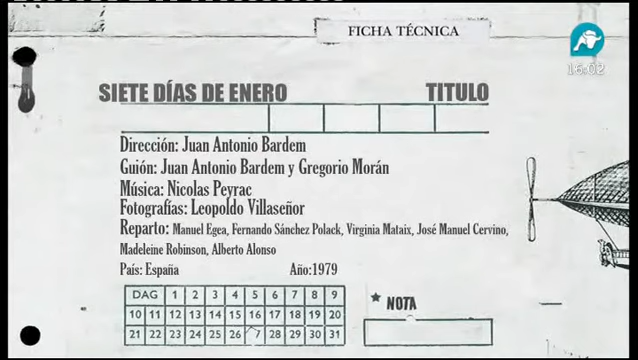 FICHA TÉCNICA
16:02
SIETE DÍAS DE ENERO TITULO
Dirección: Juan Antonio Bardem
Guión: Juan Antonio Bardem y Gregorio Morán
Música: Nicolas Peyrac
Fotografías: Leopoldo Villaseñor
Reparto: Manuel Egea, Fernando Sánchez Polack, Virginia Mataix, José Manuel Cervino,
Madeleine Robinson, Alberto Alonso
País: España Año:1979
DAG 1 2 3 4 5 6 7 8 9
10 11 12 13 14 15 16 17 18 19 20
21 22 23 24 25 26 27 28 29 30 31
NOTA